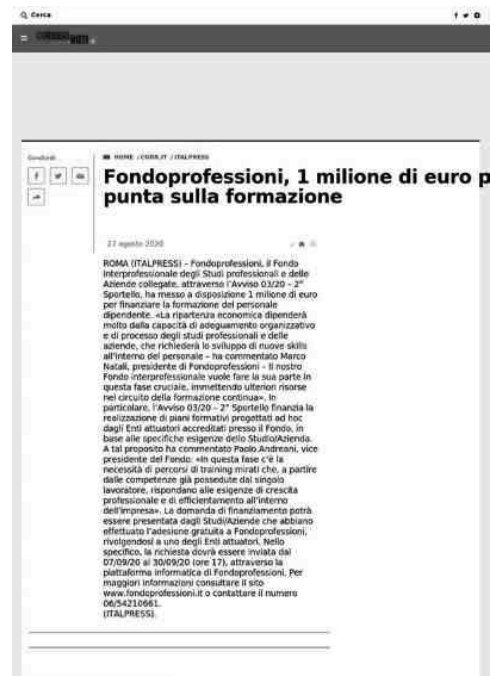 Cerca
Condividi
HOME / CORR.IT / ITALPRESS
Fondoprofessioni, 1 milione di euro p
punta sulla formazione
ROMA (ITALPRESS) – Fondoprofessioni, il Fondo
Interprofessionale degli Studi professionali e delle
Aziende collegate, attraverso l'Avviso 03/20 – 2°
Sportello, ha messo a disposizione 1 milione di euro
per finanziare la formazione del personale
dipendente. «La ripartenza economica dipenderà
molto dalla capacità di adeguamento organizzativo
e di processo degli studi professionali e delle
aziende, che richiederà lo sviluppo di nuove skills
all'interno del personale – ha commentato Marco
Natali, presidente di Fondoprofessioni – Il nostro
Fondo interprofessionale vuole fare la sua parte in
questa fase cruciale, immettendo ulteriori risorse
nel circuito della formazione continua». In
particolare, l'Avviso 03/20 – 2° Sportello finanzia la
realizzazione di piani formativi progettati ad hoc
dagli Enti attuatori accreditati presso il Fondo, in
base alle specifiche esigenze dello Studio/Azienda.
A tal proposito ha commentato Paolo Andreani, vice
presidente del Fondo: «In questa fase c'è la
necessità di percorsi di training mirati che, a partire
dalle competenze già possedute dal singolo
lavoratore, rispondano alle esigenze di crescita
professionale e di efficientamento all'interno
dell'impresa». La domanda di finanziamento potrà
essere presentata dagli Studi/Aziende che abbiano
effettuato l'adesione gratuita a Fondoprofessioni,
rivolgendosi a uno degli Enti attuatori. Nello
specifico, la richiesta dovrà essere inviata dal
07/09/20 al 30/09/20 (ore 17), attraverso la
piattaforma informatica di Fondoprofessioni. Per
maggiori informazioni consultare il sito
www.fondoprofessioni.it o contattare il numero
06/54210661.
(ITALPRESS).